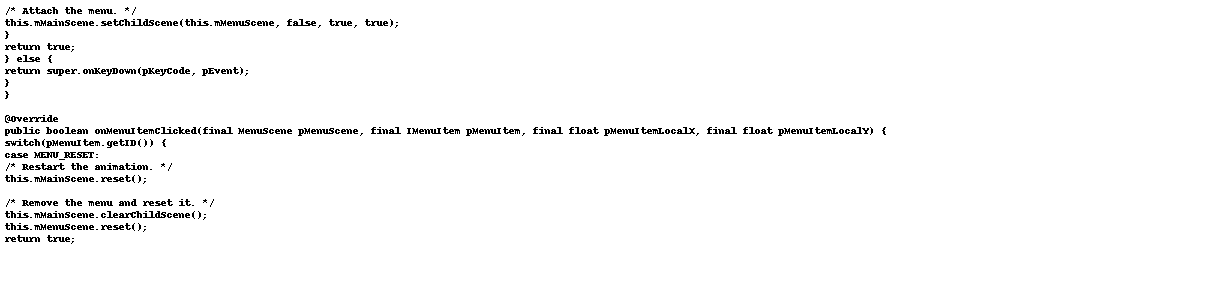 /* Attach the menu. */
this.mMainScene.setChildScene(this.mMenuScene, false, true, true);
}
return true;
} else {
return super.onKeyDown(pKeyCode, pEvent);
}
}

@Override
public boolean onMenuItemClicked(final MenuScene pMenuScene, final IMenuItem pMenuItem, final float pMenuItemLocalX, final float pMenuItemLocalY) {
switch(pMenuItem.getID()) {
case MENU_RESET:
/* Restart the animation. */
this.mMainScene.reset();

/* Remove the menu and reset it. */
this.mMainScene.clearChildScene();
this.mMenuScene.reset();
return true;